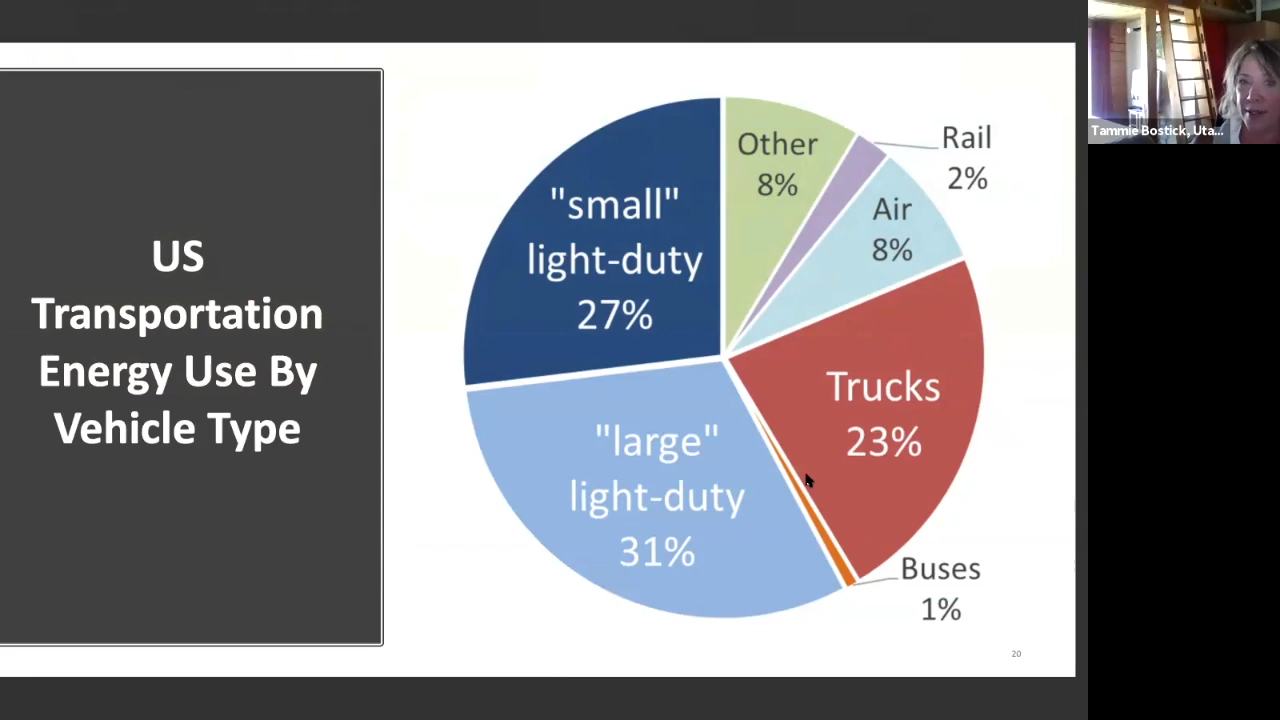 US
Transportation
Energy Use By
Vehicle Type
"small"
light-duty
27%
Other
8%
Rail
2%
Air
8%
Trucks
23%
"large"
light-duty
31%
Buses
1%
20
Tammie Bostick, Uta...